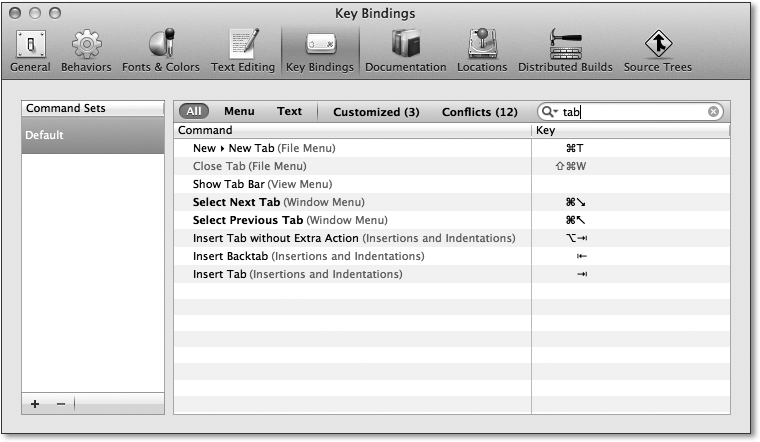 Key Bindings
General Behaviors Fonts & Colors Text Editing Key Bindings Documentation Locations Distributed Builds Source Trees
Command Sets
Default
All Menu Text Customized (3) Conflicts (12) tab
Command Key
New ▸ New Tab (File Menu) ⌘T
Close Tab (File Menu) ⇧⌘W
Show Tab Bar (View Menu)
Select Next Tab (Window Menu) ⌘↘
Select Previous Tab (Window Menu) ⌘↖
Insert Tab without Extra Action (Insertions and Indentations) ⌥⇥
Insert Backtab (Insertions and Indentations) ⇤
Insert Tab (Insertions and Indentations) ⇥
+ −